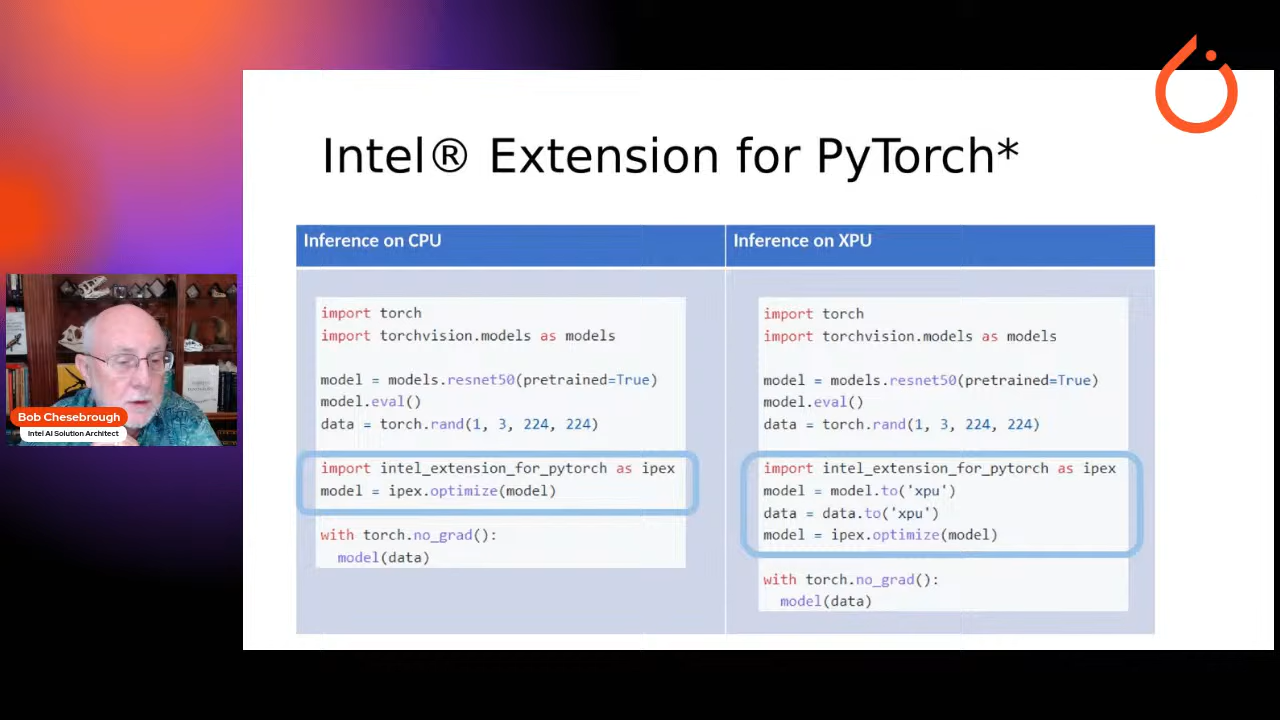 Intel® Extension for PyTorch*
Inference on CPU
import torch
import torchvision.models as models
model = models.resnet50(pretrained=True)
model.eval()
data = torch.rand(1, 3, 224, 224)
import intel_extension_for_pytorch as ipex
model = ipex.optimize(model)
with torch.no_grad():
  model(data)
Inference on XPU
import torch
import torchvision.models as models
model = models.resnet50(pretrained=True)
model.eval()
data = torch.rand(1, 3, 224, 224)
import intel_extension_for_pytorch as ipex
model = model.to('xpu')
data = data.to('xpu')
model = ipex.optimize(model)
with torch.no_grad():
  model(data)
Bob Chesebrough
Intel AI Solution Architect